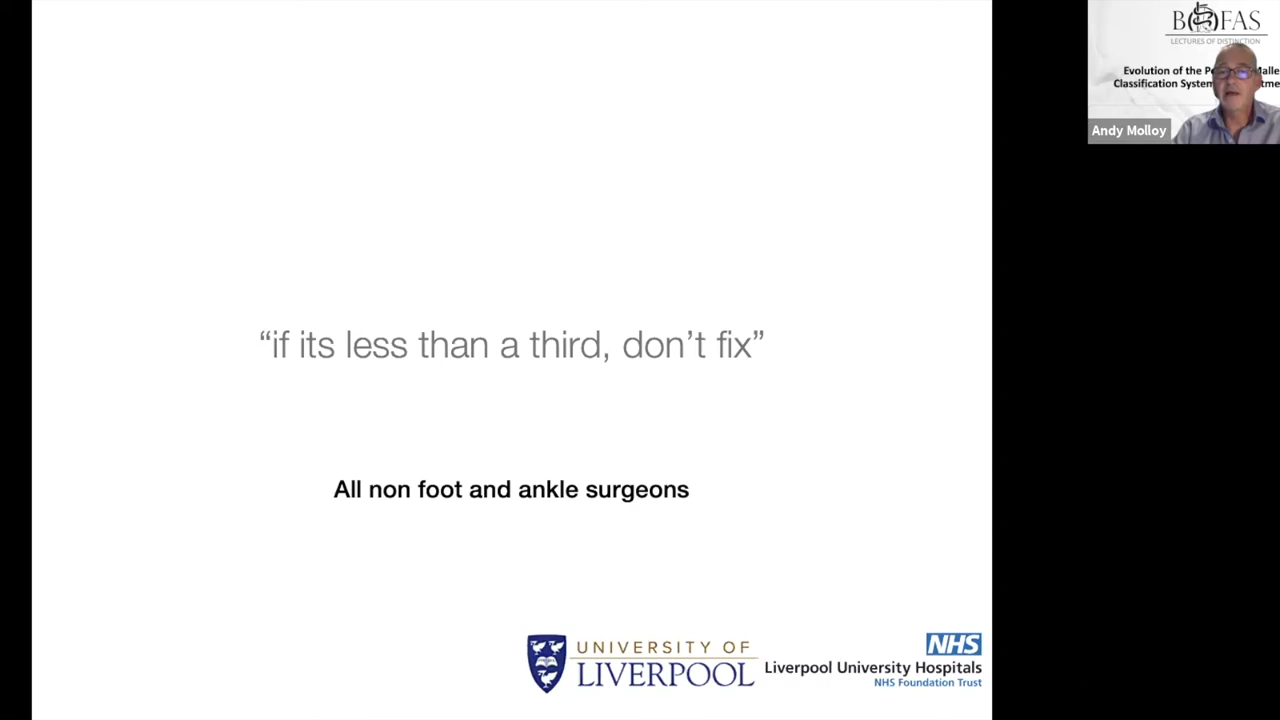 “if its less than a third, don’t fix”
All non foot and ankle surgeons
UNIVERSITY OF
LIVERPOOL
NHS
Liverpool University Hospitals
NHS Foundation Trust
BOFAS
LECTURES OF DISTINCTION
Evolution of the Malle
Classification System
Andy Molloy